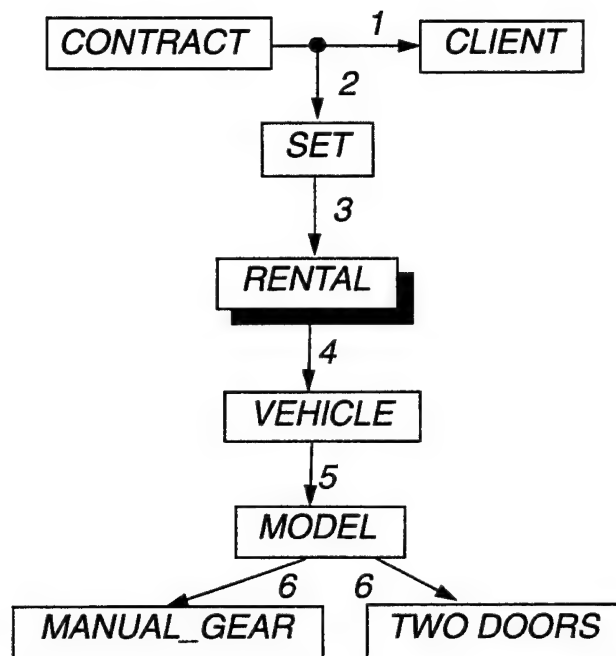 CONTRACT
1
CLIENT
2
SET
3
RENTAL
4
VEHICLE
5
MODEL
6
6
MANUAL_GEAR
TWO DOORS